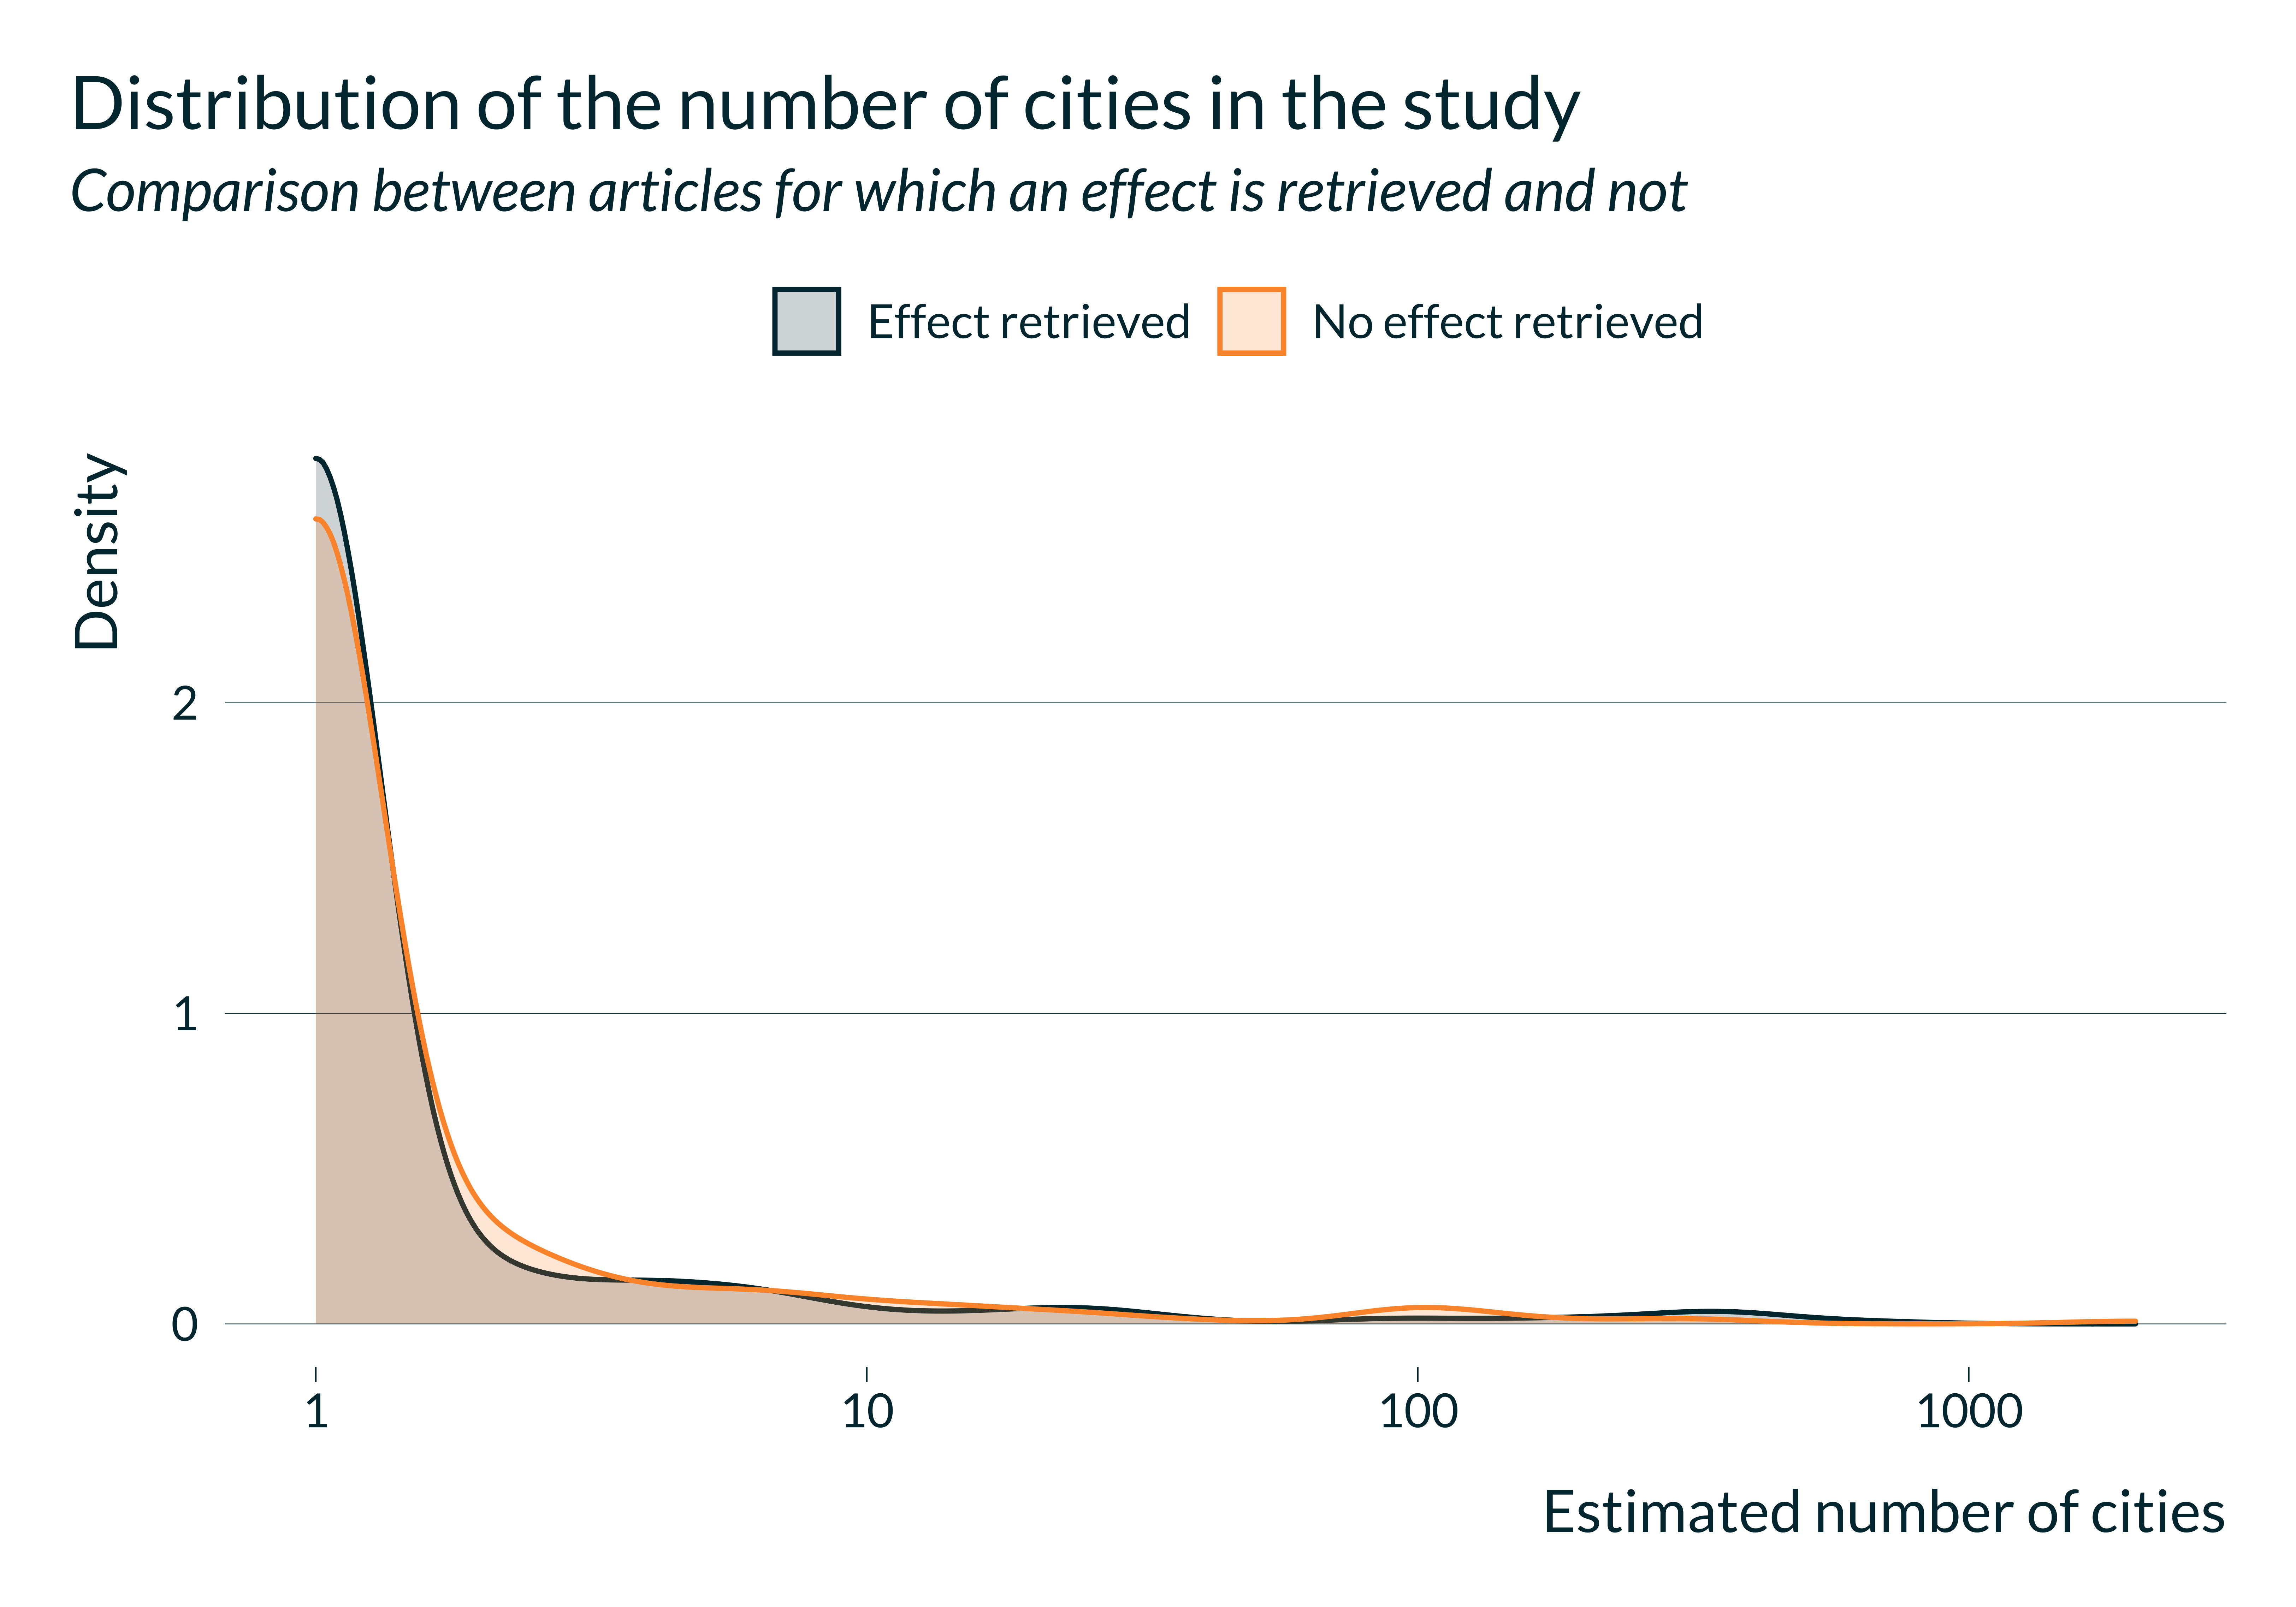 Distribution of the number of cities in the study
Comparison between articles for which an effect is retrieved and not
Effect retrieved No effect retrieved
Density
2
1
0
1 10 100 1000
Estimated number of cities